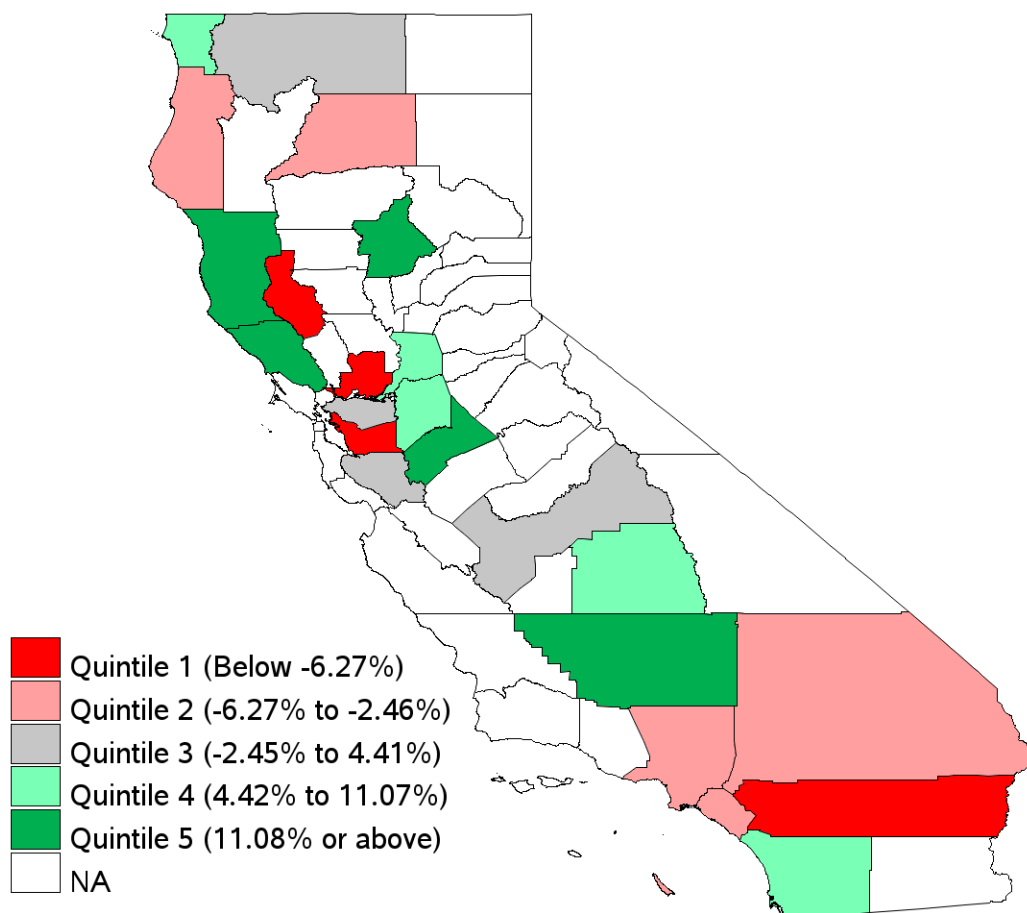 Quintile 1 (Below -6.27%)
Quintile 2 (-6.27% to -2.46%)
Quintile 3 (-2.45% to 4.41%)
Quintile 4 (4.42% to 11.07%)
Quintile 5 (11.08% or above)
NA